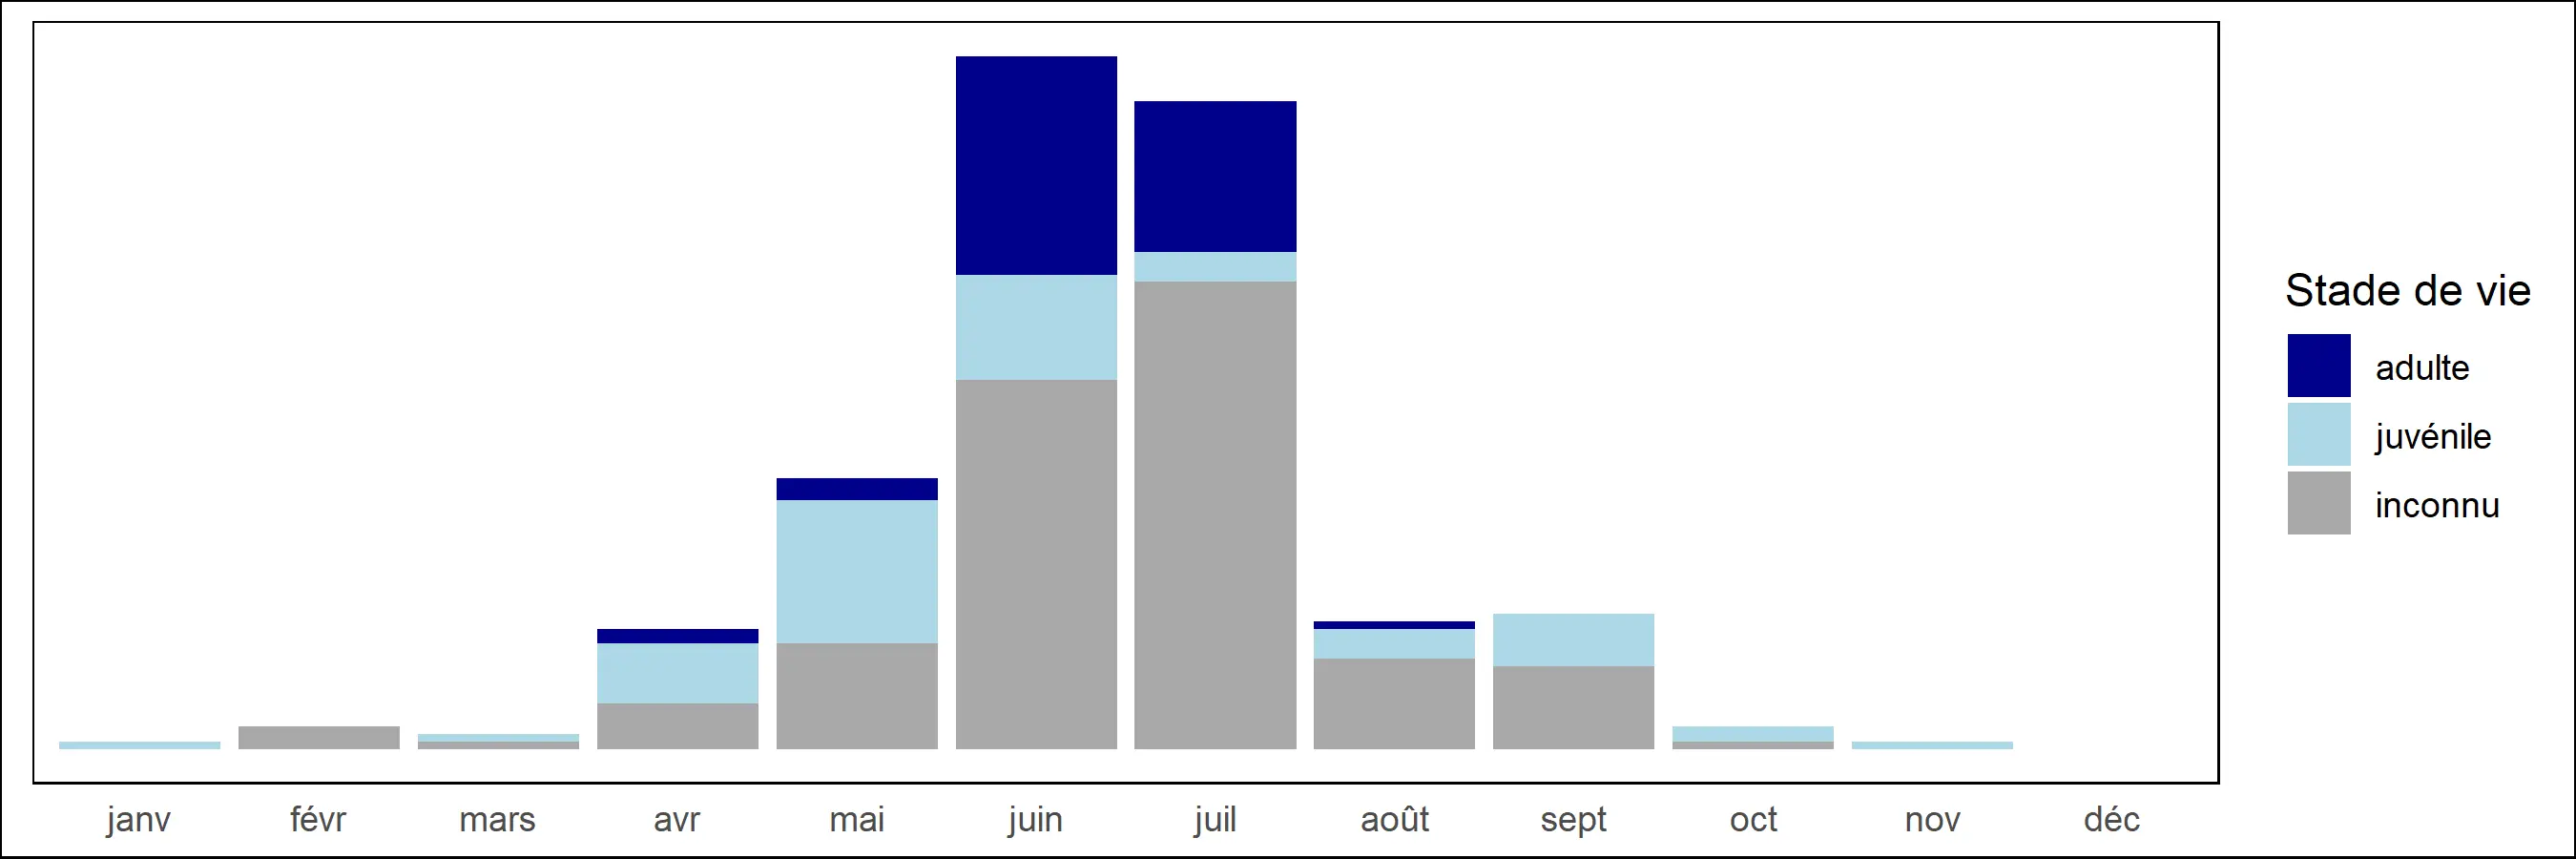 Stade de vie
adulte
juvénile
inconnu
janv févr mars avr mai juin juil août sept oct nov déc